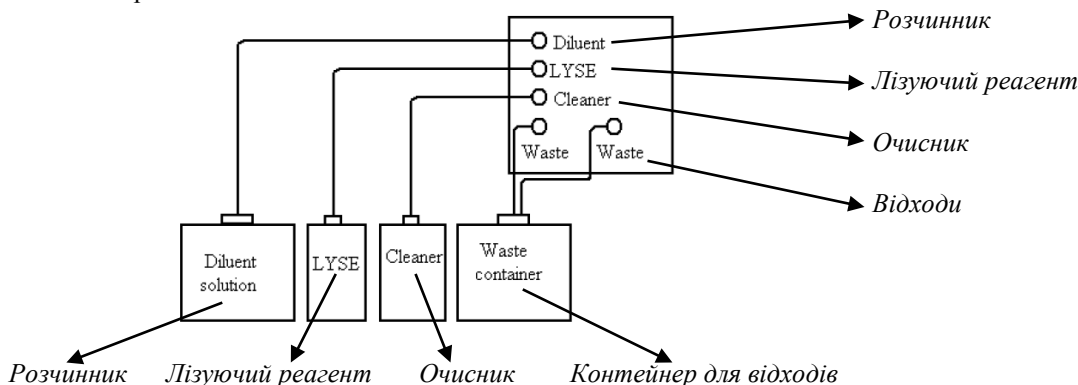 Розчинник
Diluent
Лізуючий реагент
LYSE
Cleaner
Очисник
Waste
Waste
Відходи
Diluent
solution
LYSE
Cleaner
Waste
container
Розчинник
Лізуючий реагент
Очисник
Контейнер для відходів